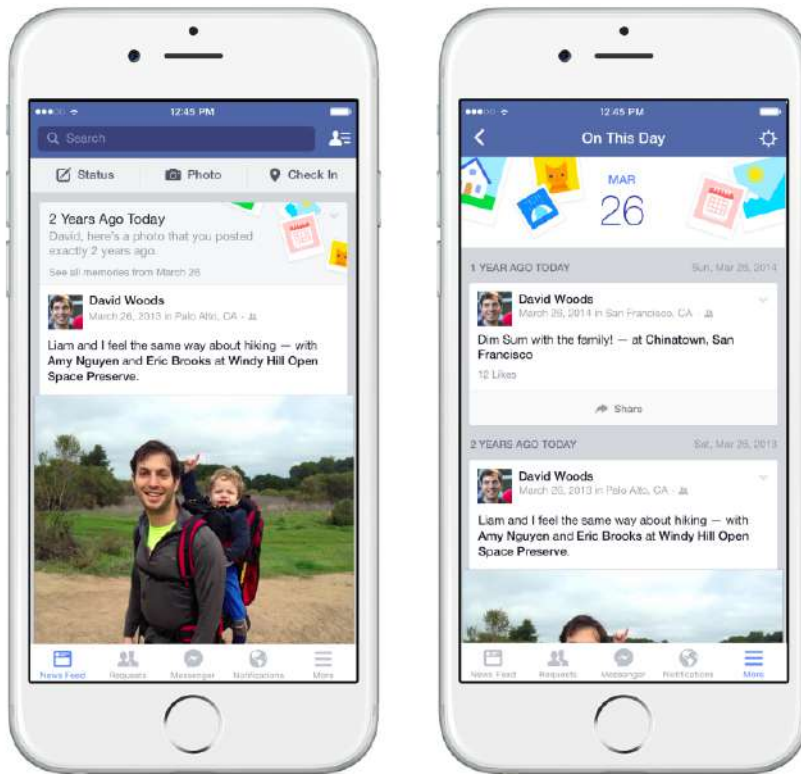 12:45 PM
Search
Status
Photo
Check In
2 Years Ago Today
David, here's a photo that you posted
exactly 2 years ago.
See all memories from March 26
David Woods
March 26, 2013 in Palo Alto, CA ·
Liam and I feel the same way about hiking — with
Amy Nguyen and Eric Brooks at Windy Hill Open
Space Preserve.
News Feed
Requests
Messenger
Notifications
More
12:45 PM
On This Day
MAR
26
1 YEAR AGO TODAY
Sun, Mar 26, 2014
David Woods
March 26, 2014 in San Francisco, CA ·
Dim Sum with the family! — at Chinatown, San
Francisco
12 Likes
Share
2 YEARS AGO TODAY
Sat, Mar 26, 2013
David Woods
March 26, 2013 in Palo Alto, CA ·
Liam and I feel the same way about hiking — with
Amy Nguyen and Eric Brooks at Windy Hill Open
Space Preserve.
News Feed
Requests
Messenger
Notifications
More